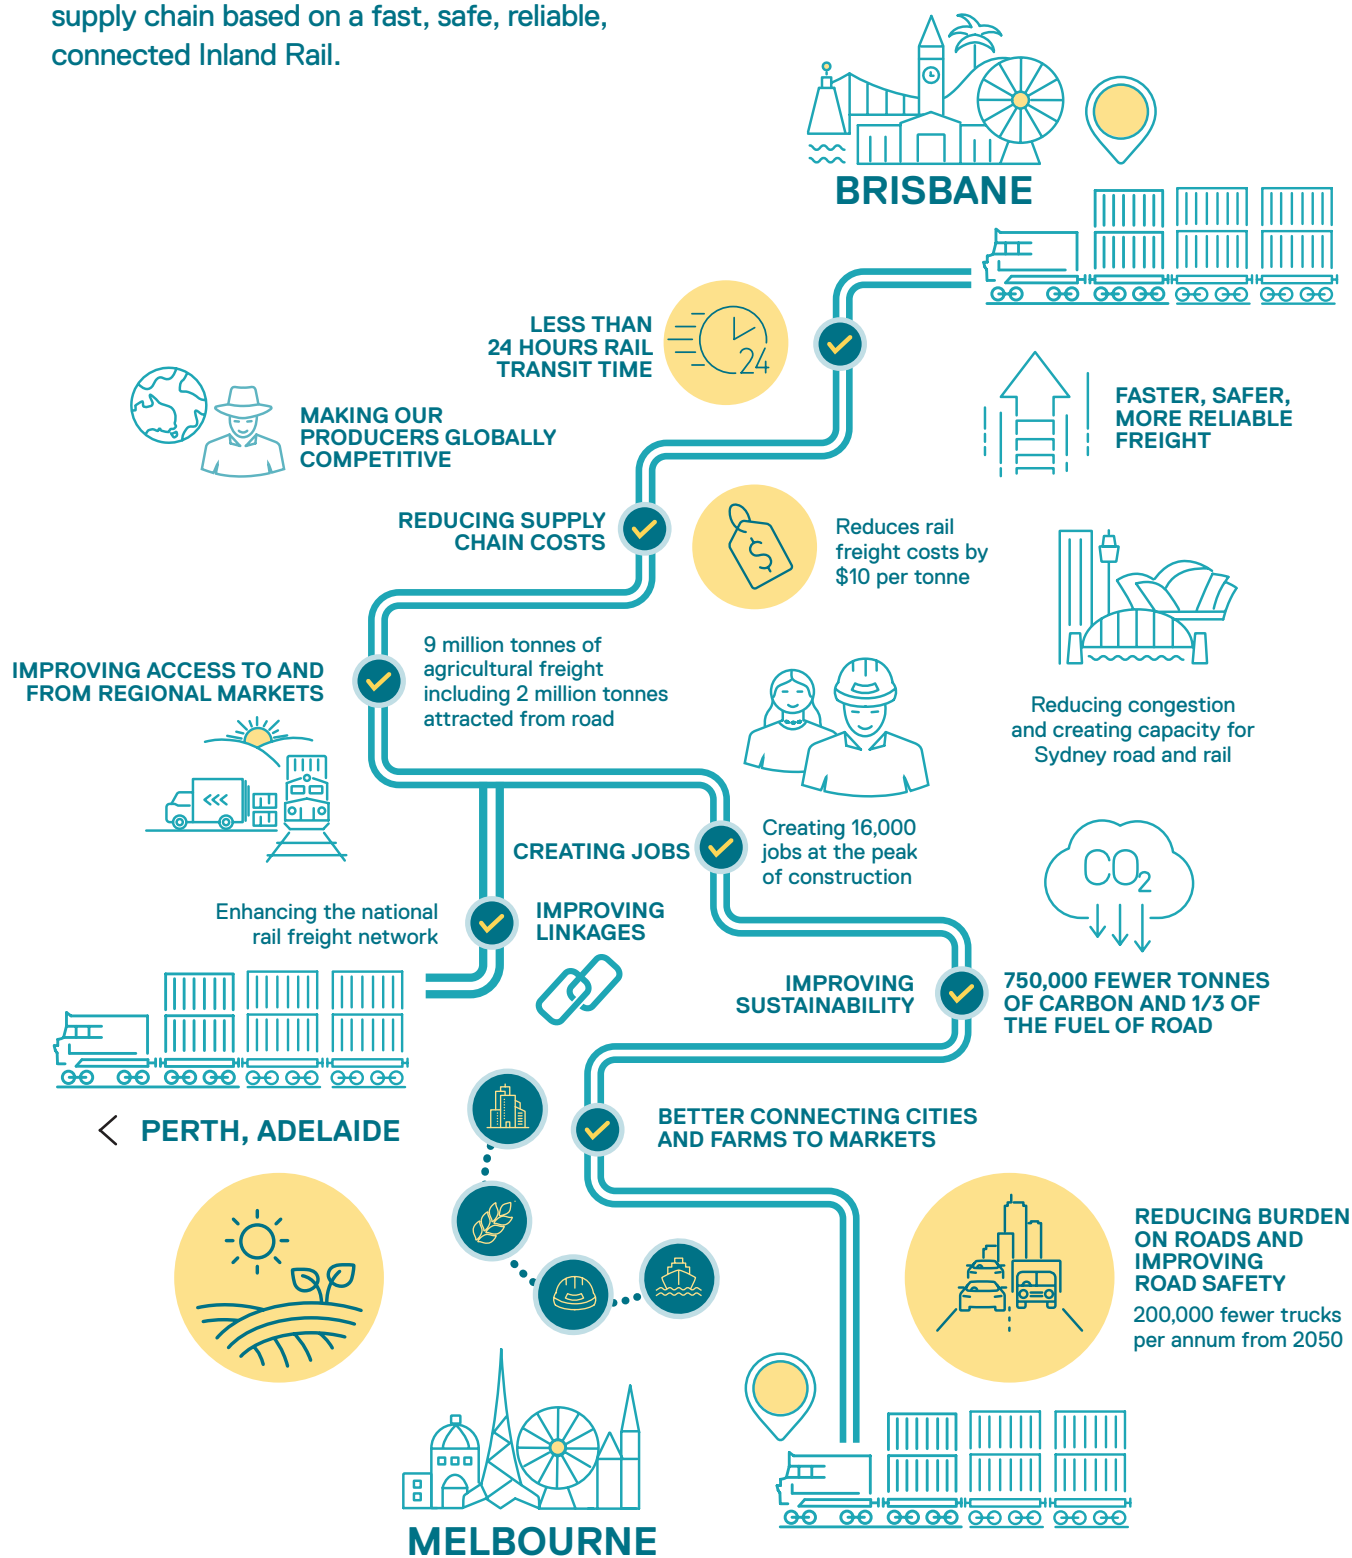 supply chain based on a fast, safe, reliable,
connected Inland Rail.
BRISBANE
LESS THAN
24 HOURS RAIL
TRANSIT TIME
24
FASTER, SAFER,
MORE RELIABLE
FREIGHT
MAKING OUR
PRODUCERS GLOBALLY
COMPETITIVE
REDUCING SUPPLY
CHAIN COSTS
$
Reduces rail
freight costs by
$10 per tonne
IMPROVING ACCESS TO AND
FROM REGIONAL MARKETS
9 million tonnes of
agricultural freight
including 2 million tonnes
attracted from road
Reducing congestion
and creating capacity for
Sydney road and rail
CREATING JOBS
Creating 16,000
jobs at the peak
of construction
CO2
Enhancing the national
rail freight network
IMPROVING
LINKAGES
IMPROVING
SUSTAINABILITY
750,000 FEWER TONNES
OF CARBON AND 1/3 OF
THE FUEL OF ROAD
PERTH, ADELAIDE
BETTER CONNECTING CITIES
AND FARMS TO MARKETS
REDUCING BURDEN
ON ROADS AND
IMPROVING
ROAD SAFETY
200,000 fewer trucks
per annum from 2050
MELBOURNE